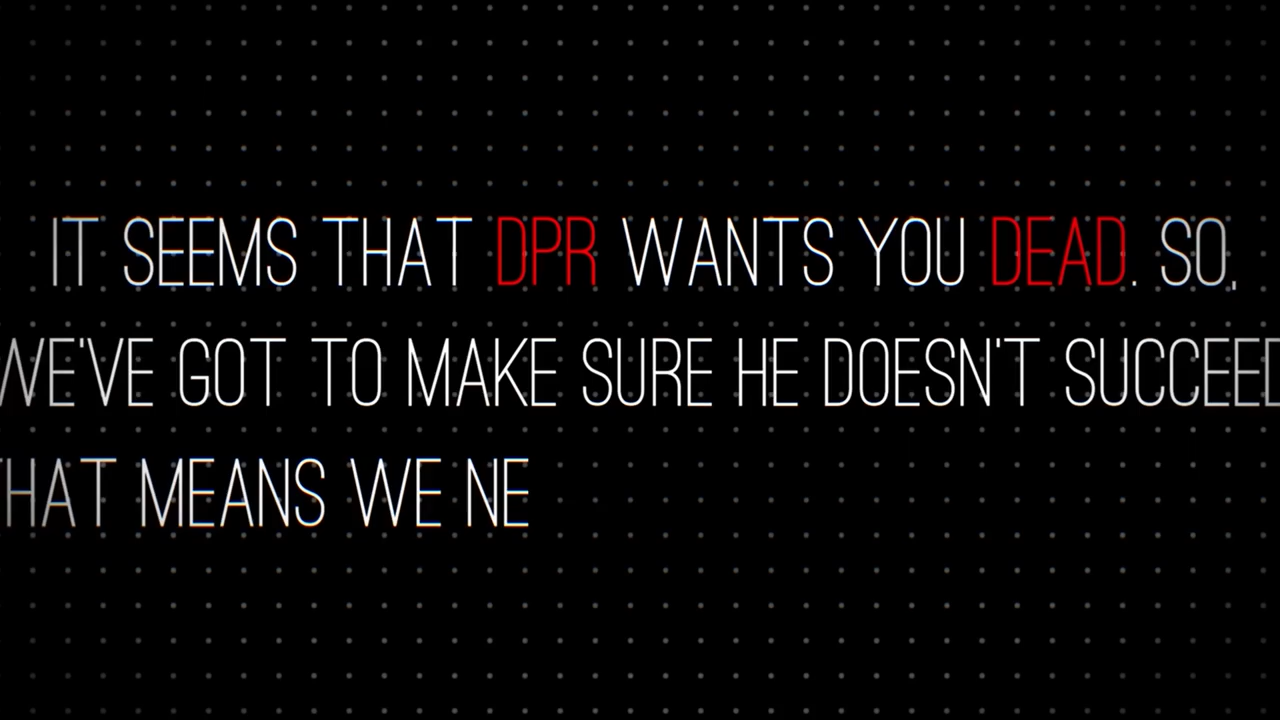 IT SEEMS THAT DPR WANTS YOU DEAD. SO,
WE'VE GOT TO MAKE SURE HE DOESN'T SUCCEED
THAT MEANS WE NE